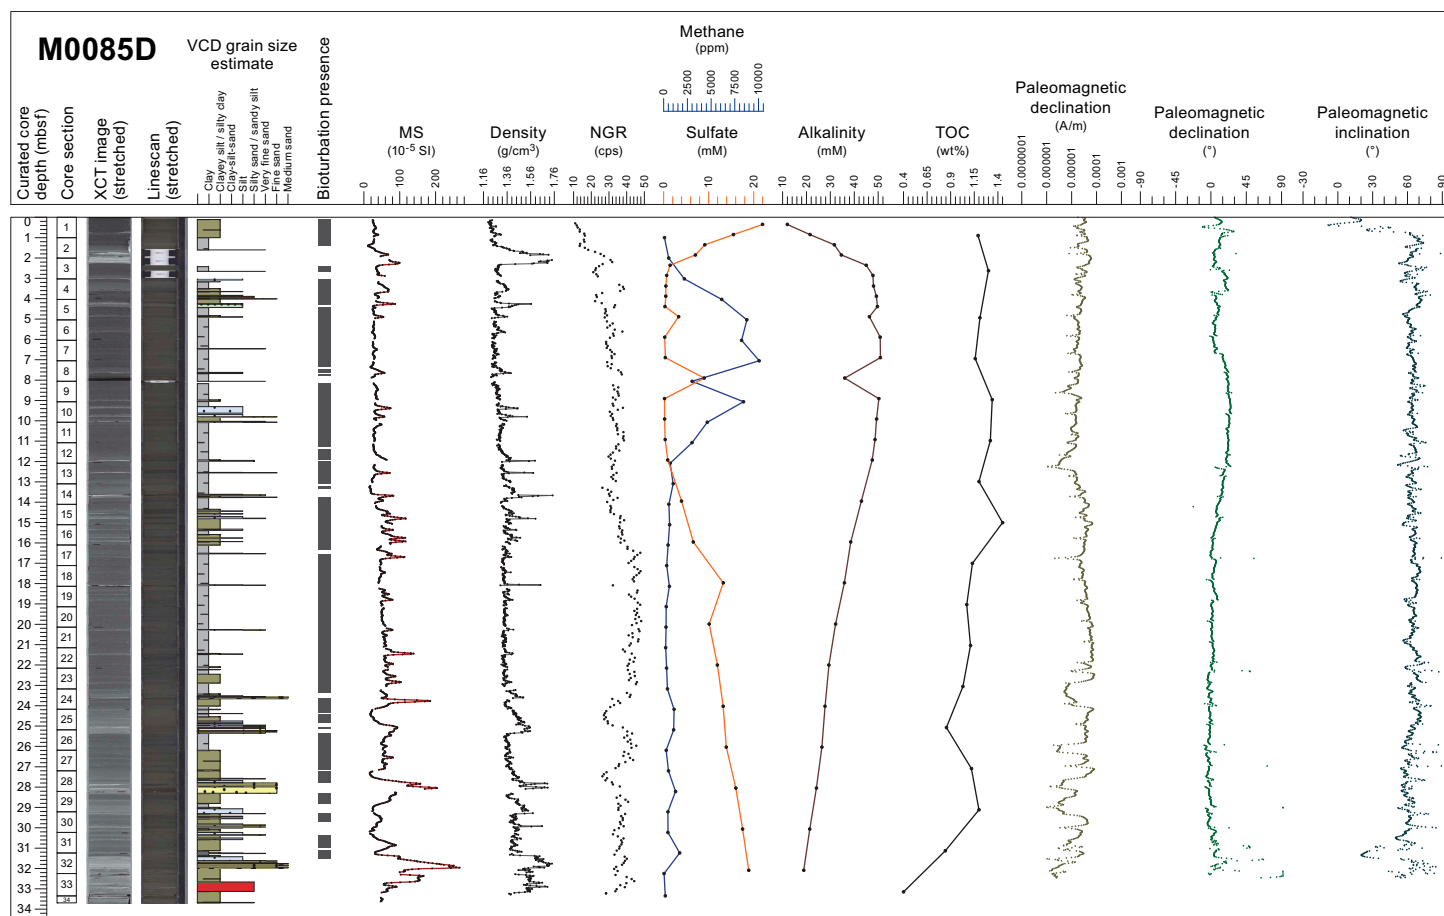 M0085D
Curated core
depth (mbsf)
Core section
XCT image
(stretched)
Linescan
(stretched)
VCD grain size
estimate
Clay
Clayey silt / silty clay
Clay-silt-sand
Silt
Silty sand / sandy silt
Very fine sand
Fine sand
Medium sand
Bioturbation presence
MS
(10-5 SI)
0 100 200
Density
(g/cm3)
1.16 1.36 1.56 1.76
NGR
(cps)
10 20 30 40 50
Methane
(ppm)
0 2500 5000 7500 10000
Sulfate
(mM)
0 10 20
Alkalinity
(mM)
10 20 30 40 50
TOC
(wt%)
0.4 0.65 0.9 1.15 1.4
Paleomagnetic
declination
(A/m)
0.0000001 0.000001 0.00001 0.0001 0.001
Paleomagnetic
declination
(°)
-90 -45 0 45 90
Paleomagnetic
inclination
(°)
-30 0 30 60 90
0
1
2
3
4
5
6
7
8
9
10
11
12
13
14
15
16
17
18
19
20
21
22
23
24
25
26
27
28
29
30
31
32
33
34
1
2
3
4
5
6
7
8
9
10
11
12
13
14
15
16
17
18
19
20
21
22
23
24
25
26
27
28
29
30
31
32
33
34